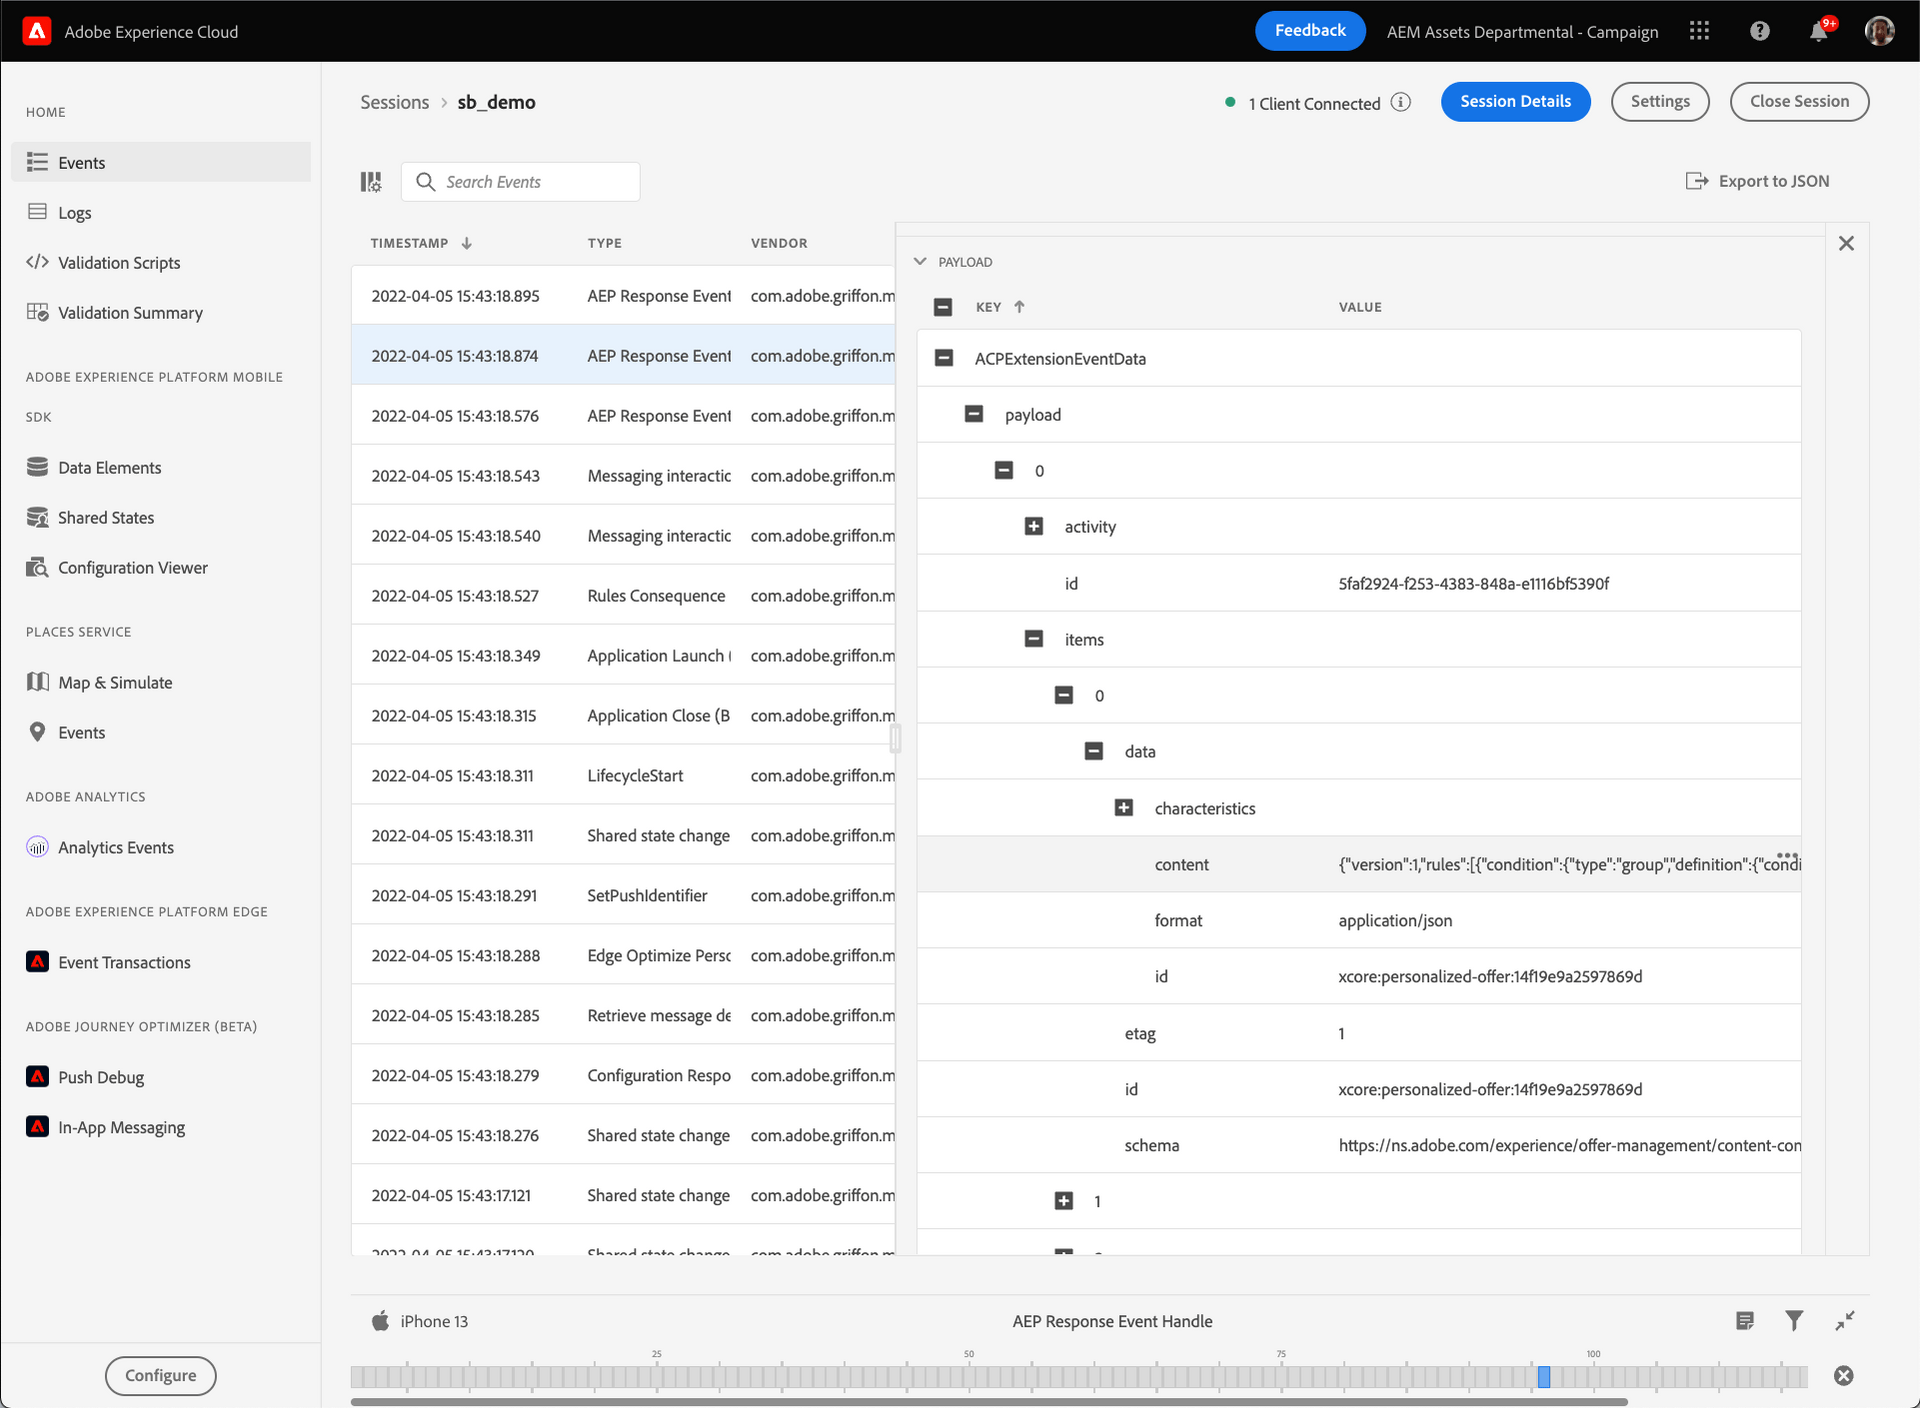 Adobe Experience Cloud
Feedback
AEM Assets Departmental - Campaign
9+
HOME
Events
Logs
Validation Scripts
Validation Summary
ADOBE EXPERIENCE PLATFORM MOBILE
SDK
Data Elements
Shared States
Configuration Viewer
PLACES SERVICE
Map & Simulate
Events
ADOBE ANALYTICS
Analytics Events
ADOBE EXPERIENCE PLATFORM EDGE
Event Transactions
ADOBE JOURNEY OPTIMIZER (BETA)
Push Debug
In-App Messaging
Configure
Sessions > sb_demo
1 Client Connected
Session Details
Settings
Close Session
Search Events
Export to JSON
TIMESTAMP TYPE VENDOR
2022-04-05 15:43:18.895 AEP Response Event com.adobe.griffon.m
2022-04-05 15:43:18.874 AEP Response Event com.adobe.griffon.m
2022-04-05 15:43:18.576 AEP Response Event com.adobe.griffon.m
2022-04-05 15:43:18.543 Messaging interactic com.adobe.griffon.m
2022-04-05 15:43:18.540 Messaging interactic com.adobe.griffon.m
2022-04-05 15:43:18.527 Rules Consequence com.adobe.griffon.m
2022-04-05 15:43:18.349 Application Launch ( com.adobe.griffon.m
2022-04-05 15:43:18.315 Application Close (B com.adobe.griffon.m
2022-04-05 15:43:18.311 LifecycleStart com.adobe.griffon.m
2022-04-05 15:43:18.311 Shared state change com.adobe.griffon.m
2022-04-05 15:43:18.291 SetPushIdentifier com.adobe.griffon.m
2022-04-05 15:43:18.288 Edge Optimize Persc com.adobe.griffon.m
2022-04-05 15:43:18.285 Retrieve message de com.adobe.griffon.m
2022-04-05 15:43:18.279 Configuration Respo com.adobe.griffon.m
2022-04-05 15:43:18.276 Shared state change com.adobe.griffon.m
2022-04-05 15:43:17.121 Shared state change com.adobe.griffon.m
2022-04-05 15:43:17.120 Shared state change com.adobe.griffon.m
PAYLOAD
KEY VALUE
ACPExtensionEventData
payload
0
activity
id 5faf2924-f253-4383-848a-e1116bf5390f
items
0
data
characteristics
content {"version":1,"rules":[{"condition":{"type":"group","definition":{"condi
format application/json
id xcore:personalized-offer:14f19e9a2597869d
etag 1
id xcore:personalized-offer:14f19e9a2597869d
schema https://ns.adobe.com/experience/offer-management/content-con
1
iPhone 13
AEP Response Event Handle
25 50 75 100